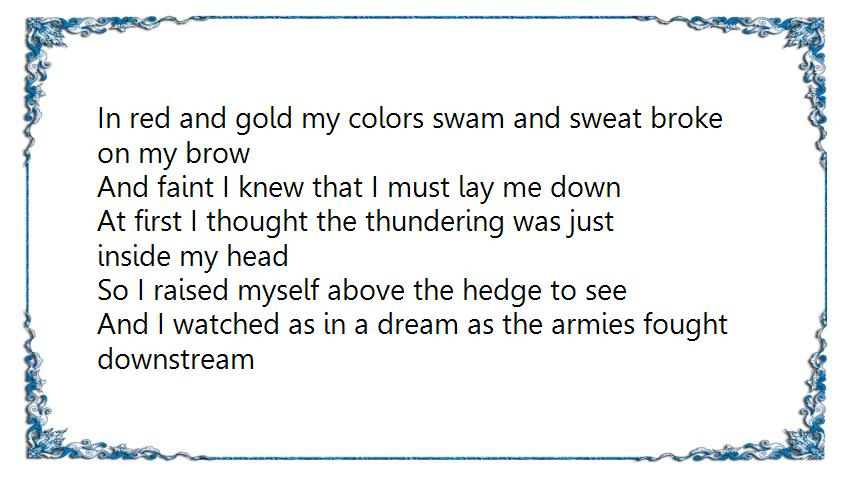 In red and gold my colors swam and sweat broke
on my brow
And faint I knew that I must lay me down
At first I thought the thundering was just
inside my head
So I raised myself above the hedge to see
And I watched as in a dream as the armies fought
downstream